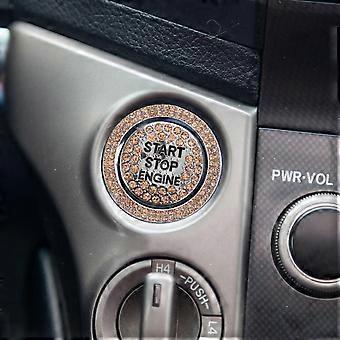 START
STOP
ENGINE
PWR·VOL
H4
-PUSH-
L4